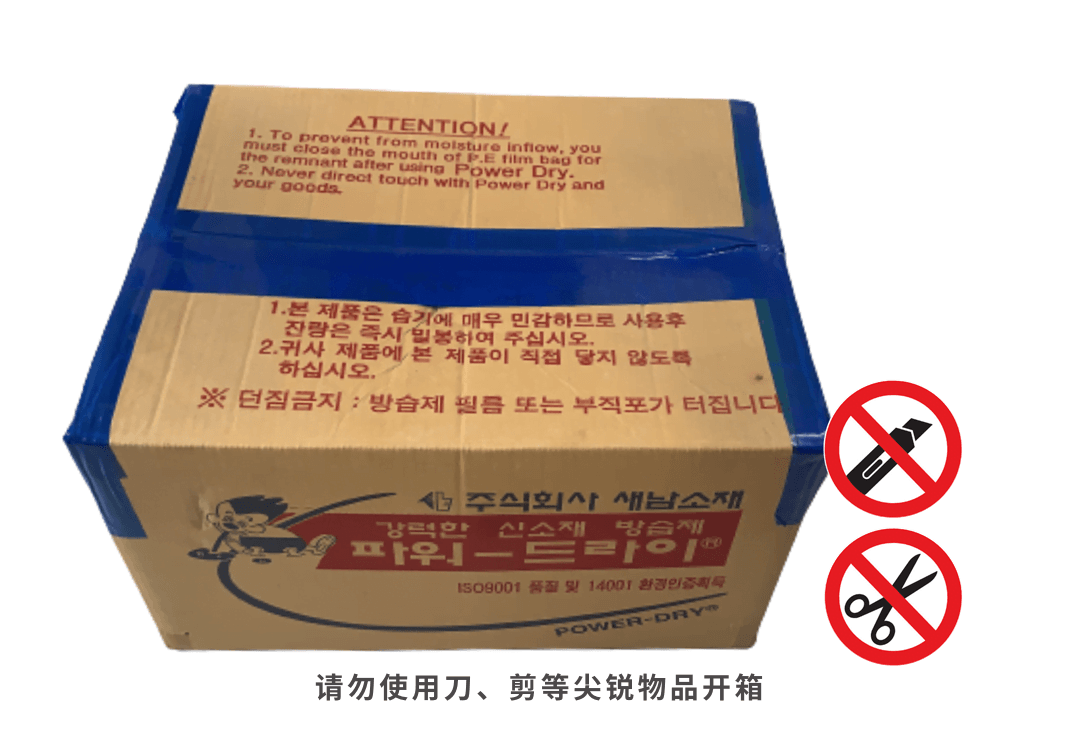 ATTENTION!
1. To prevent from moisture inflow, you
must close the mouth of P.E film bag for
the remnant after using Power Dry.
2. Never direct touch with Power Dry and
your goods.
1.본 제품은 습기에 매우 민감하므로 사용후
잔량은 즉시 밀봉하여 주십시오.
2.귀사 제품에 본 제품이 직접 닿지 않도록
하십시오.
※ 던짐금지 : 방습제 필름 또는 부직포가 터집니다
주식회사 새남소재
강력한 신소재 방습제
파워-드라이®
ISO9001 품질 및 14001 환경인증획득
POWER-DRY®
请勿使用刀、剪等尖锐物品开箱